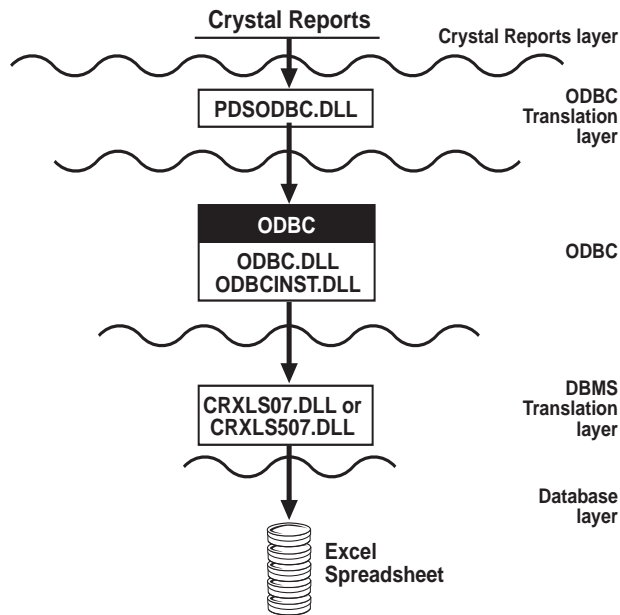 Crystal Reports
Crystal Reports layer
PDSODBC.DLL
ODBC
Translation
layer
ODBC
ODBC.DLL
ODBCINST.DLL
ODBC
CRXLS07.DLL or
CRXLS507.DLL
DBMS
Translation
layer
Database
layer
Excel
Spreadsheet